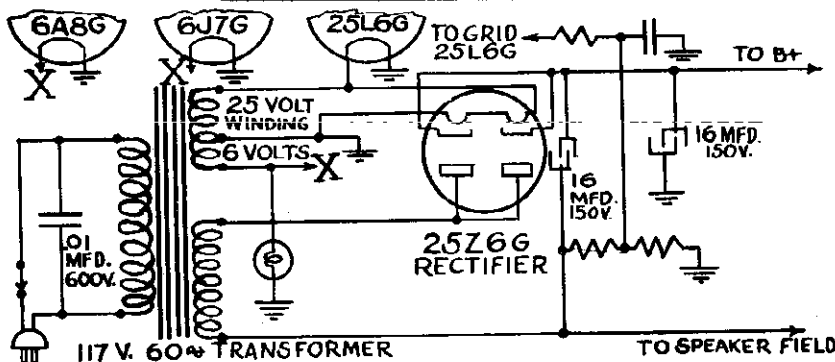 6A8G
6J7G
25L6G
X
X
TO GRID
25L6G
TO B+
25 VOLT
WINDING
6 VOLTS
X
16 MFD.
150V.
16
MFD.
150V.
.01
MFD.
600V.
6
25Z6G
RECTIFIER
117 V. 60~ TRANSFORMER
TO SPEAKER FIELD